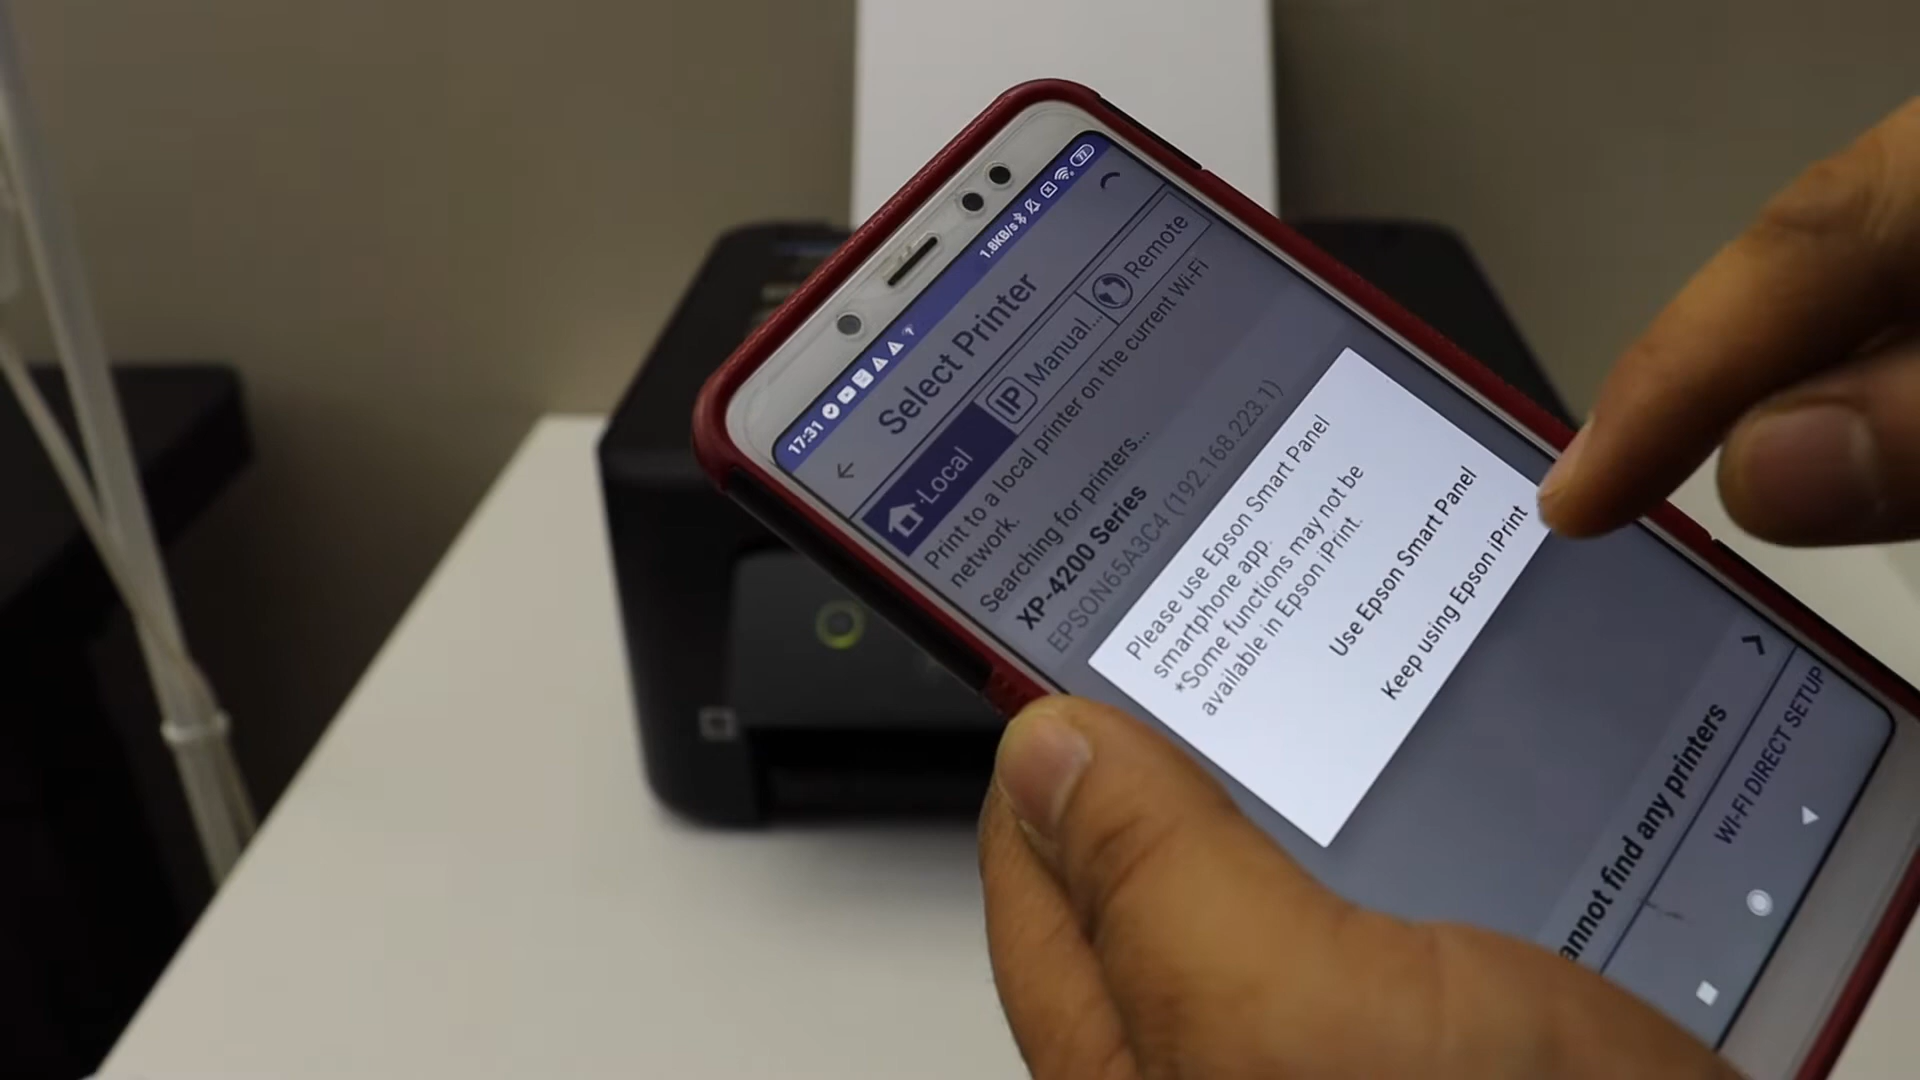 17:31
1.8KB/s
77
Select Printer
Local
IP Manual...
Remote
Print to a local printer on the current Wi-Fi
network.
Searching for printers...
XP-4200 Series
EPSON65A3C4 (192.168.223.1)
Please use Epson Smart Panel
smartphone app.
*Some functions may not be
available in Epson iPrint.
Use Epson Smart Panel
Keep using Epson iPrint
find any printers
WI-FI DIRECT SETUP